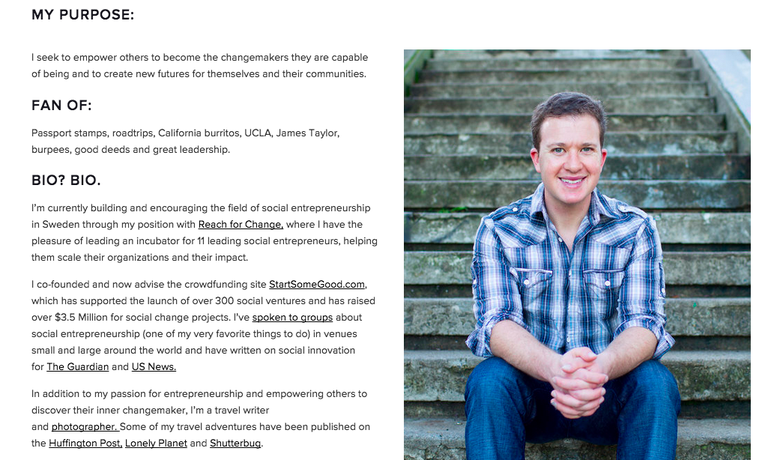 MY PURPOSE:
I seek to empower others to become the changemakers they are capable
of being and to create new futures for themselves and their communities.
FAN OF:
Passport stamps, roadtrips, California burritos, UCLA, James Taylor,
burpees, good deeds and great leadership.
BIO? BIO.
I'm currently building and encouraging the field of social entrepreneurship
in Sweden through my position with Reach for Change, where I have the
pleasure of leading an incubator for 11 leading social entrepreneurs, helping
them scale their organizations and their impact.
I co-founded and now advise the crowdfunding site StartSomeGood.com,
which has supported the launch of over 300 social ventures and has raised
over $3.5 Million for social change projects. I've spoken to groups about
social entrepreneurship (one of my very favorite things to do) in venues
small and large around the world and have written on social innovation
for The Guardian and US News.
In addition to my passion for entrepreneurship and empowering others to
discover their inner changemaker, I'm a travel writer
and photographer. Some of my travel adventures have been published on
the Huffington Post, Lonely Planet and Shutterbug.